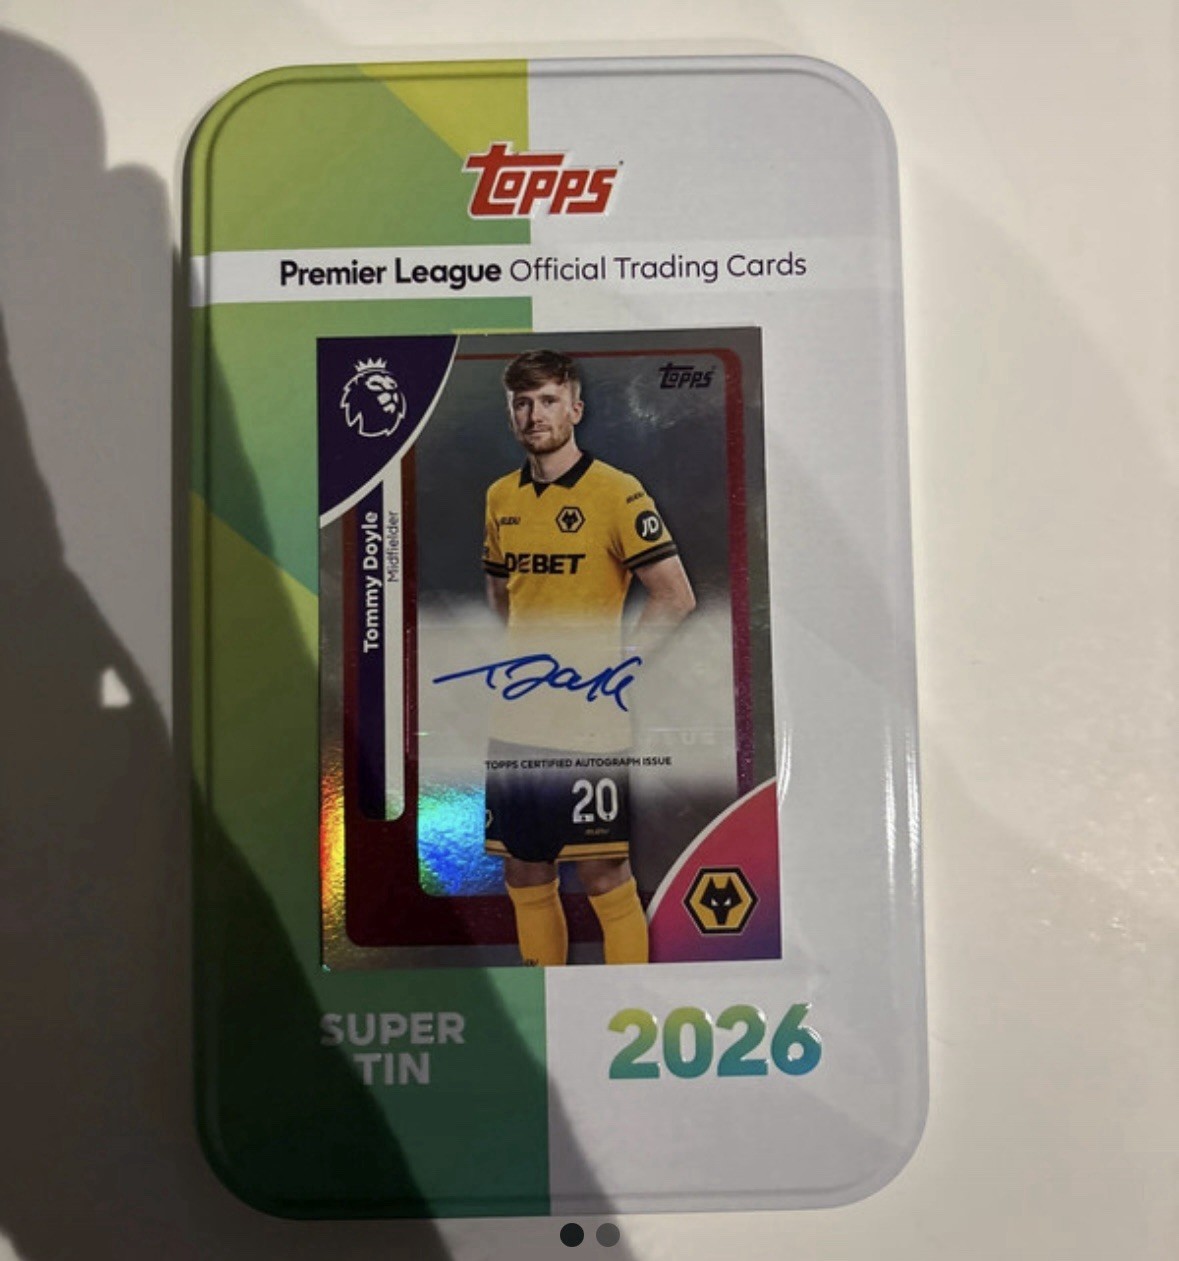 Topps
Premier League Official Trading Cards
Topps
Tommy Doyle
Midfielder
JD
DEBET
TOPPS CERTIFIED AUTOGRAPH ISSUE
20
SUPER
TIN
2026